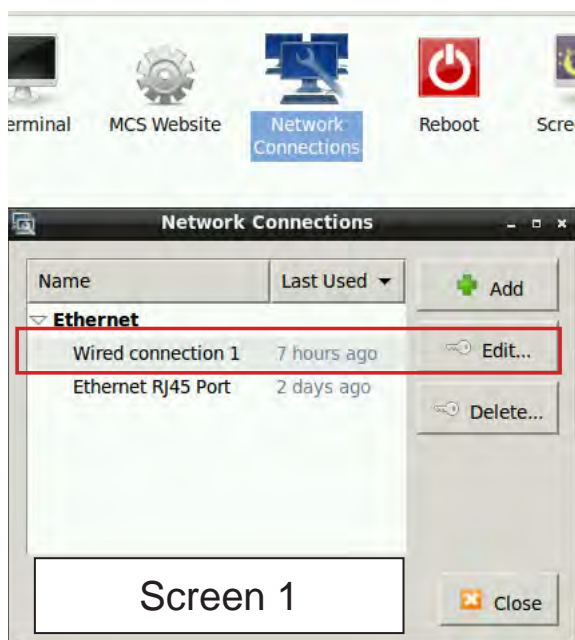 erminal MCS Website Network Connections Reboot Scre
Network Connections
Name Last Used Add
Ethernet
Wired connection 1 7 hours ago Edit...
Ethernet RJ45 Port 2 days ago
Delete...
Screen 1
Close